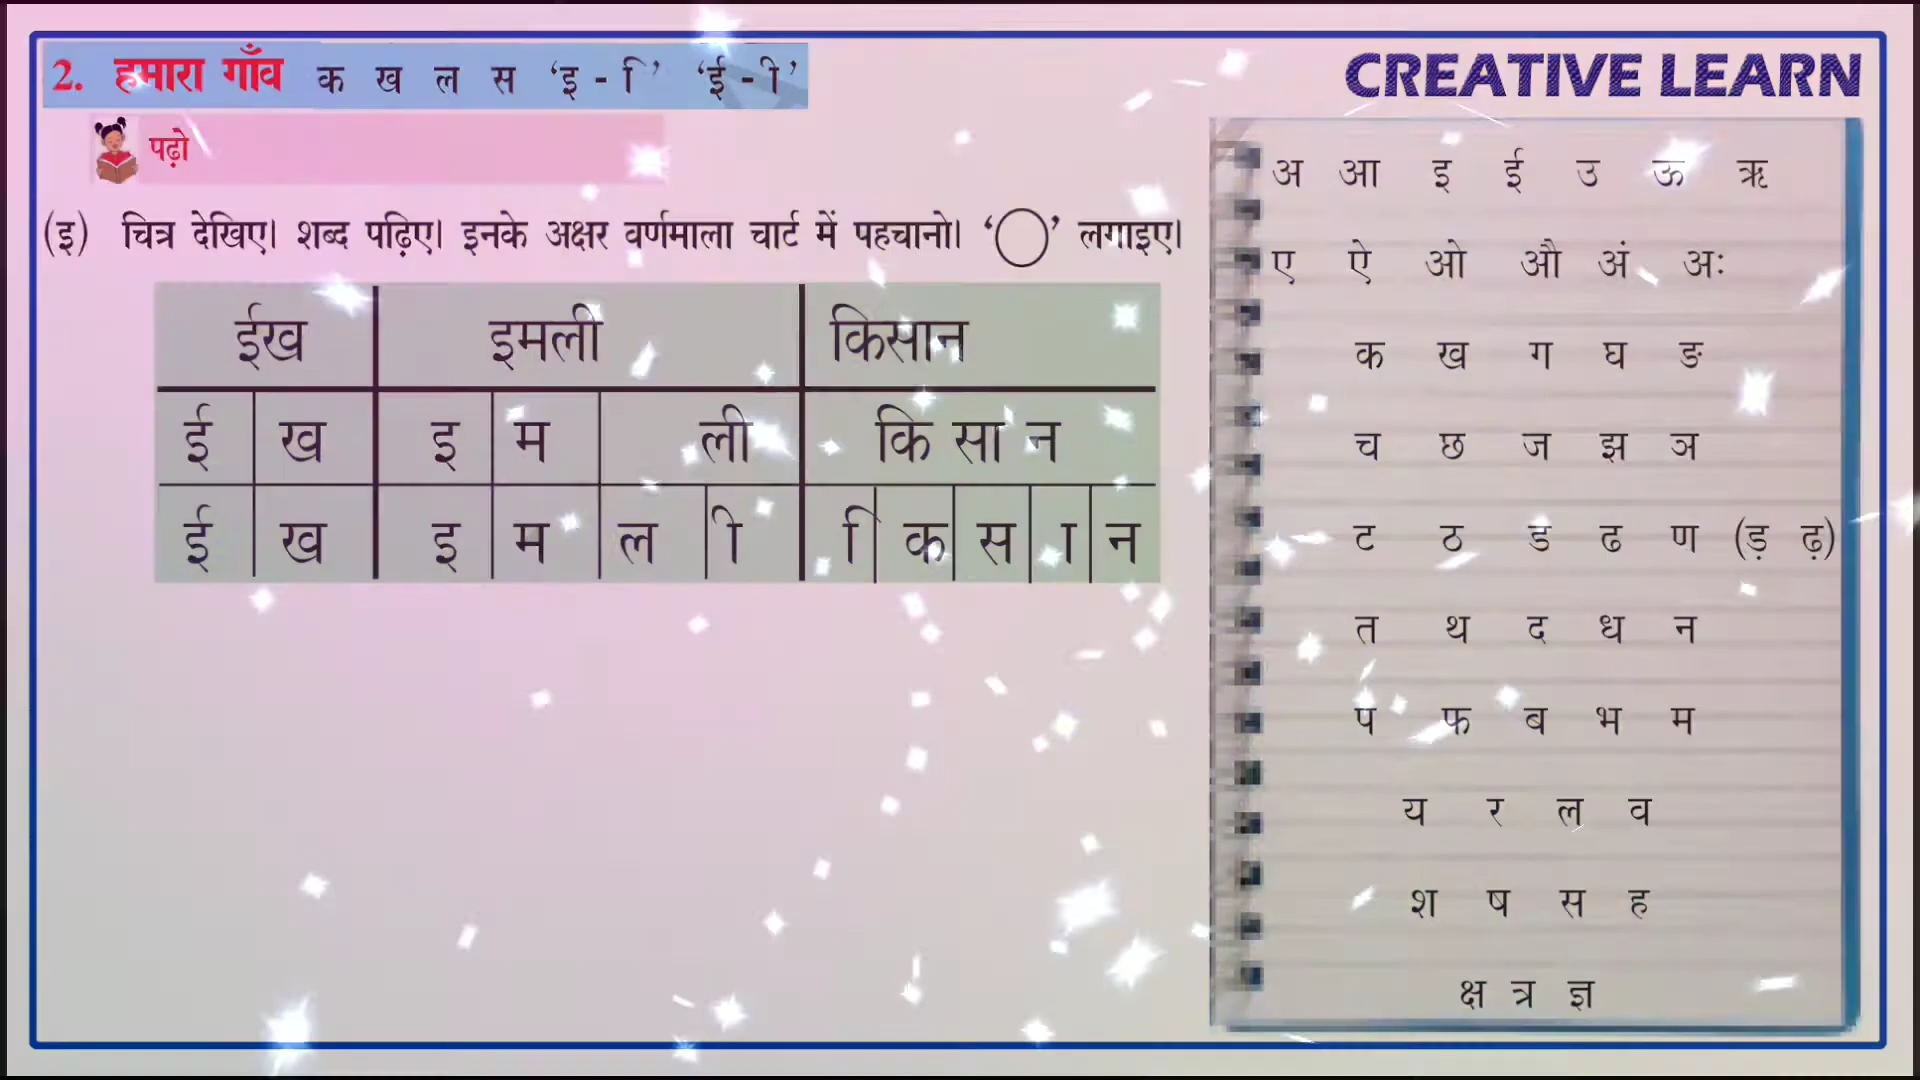 2. हमारा गाँव क ख ल स ‘इ - ि’ ‘ई - ी’
CREATIVE LEARN
पढ़ो
(इ) चित्र देखिए। शब्द पढ़िए। इनके अक्षर वर्णमाला चार्ट में पहचानो। ‘◯’ लगाइए।
ईख इमली किसान
ई ख इ म ली कि सा न
ई ख इ म ल ी ि क स ा न
अ आ इ ई उ ऊ ऋ
ए ऐ ओ औ अं अः
क ख ग घ ङ
च छ ज झ ञ
ट ठ ड ढ ण (ड़ ढ़)
त थ द ध न
प फ ब भ म
य र ल व
श ष स ह
क्ष त्र ज्ञ